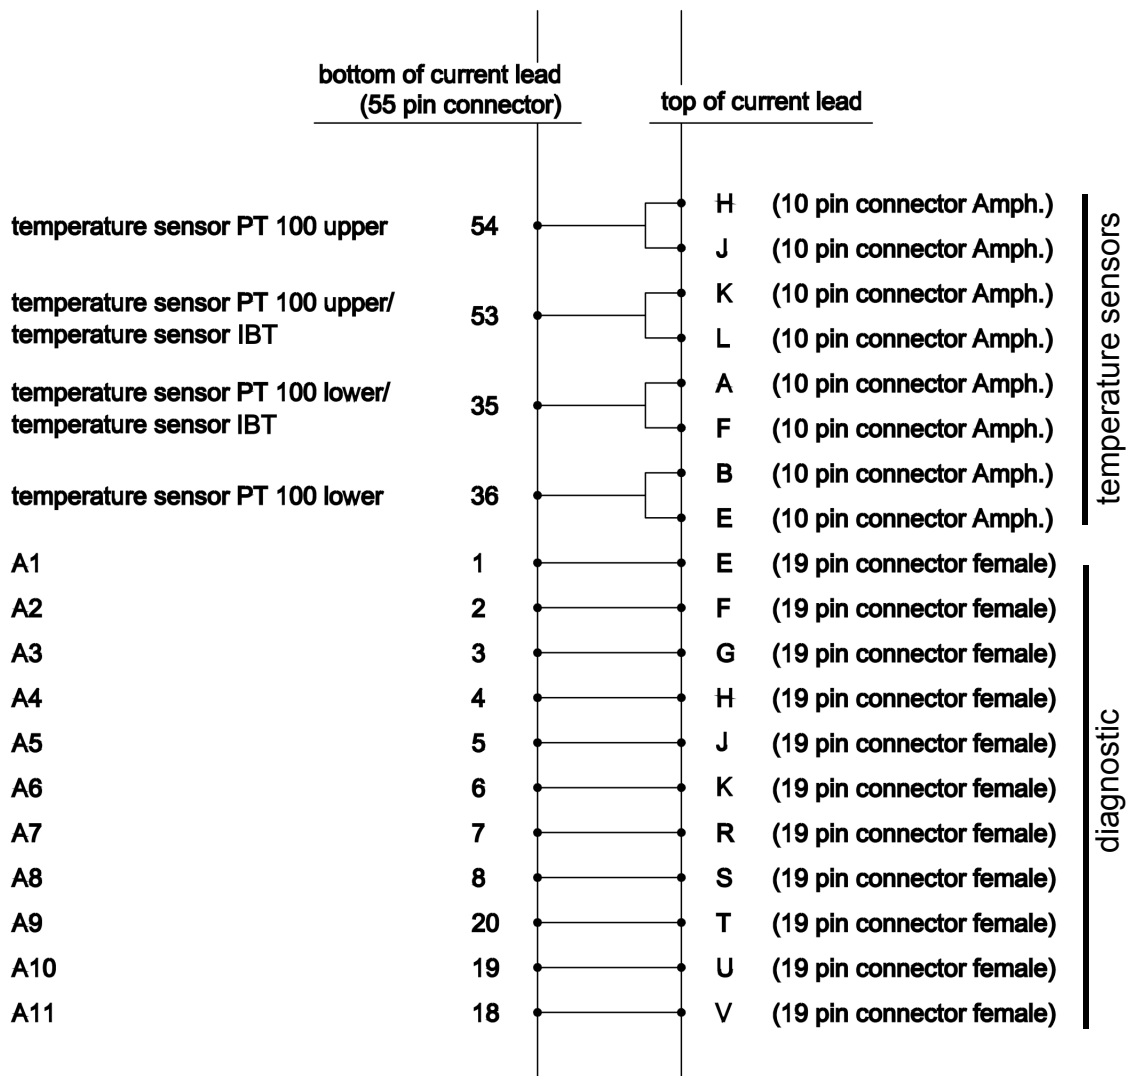 bottom of current lead
(55 pin connector)
top of current lead
temperature sensor PT 100 upper 54
H (10 pin connector Amph.)
J (10 pin connector Amph.)
temperature sensor PT 100 upper/
temperature sensor IBT
53
K (10 pin connector Amph.)
L (10 pin connector Amph.)
temperature sensor PT 100 lower/
temperature sensor IBT
35
A (10 pin connector Amph.)
F (10 pin connector Amph.)
temperature sensor PT 100 lower 36
B (10 pin connector Amph.)
E (10 pin connector Amph.)
temperature sensors
A1 1 E (19 pin connector female)
A2 2 F (19 pin connector female)
A3 3 G (19 pin connector female)
A4 4 H (19 pin connector female)
A5 5 J (19 pin connector female)
A6 6 K (19 pin connector female)
A7 7 R (19 pin connector female)
A8 8 S (19 pin connector female)
A9 20 T (19 pin connector female)
A10 19 U (19 pin connector female)
A11 18 V (19 pin connector female)
diagnostic